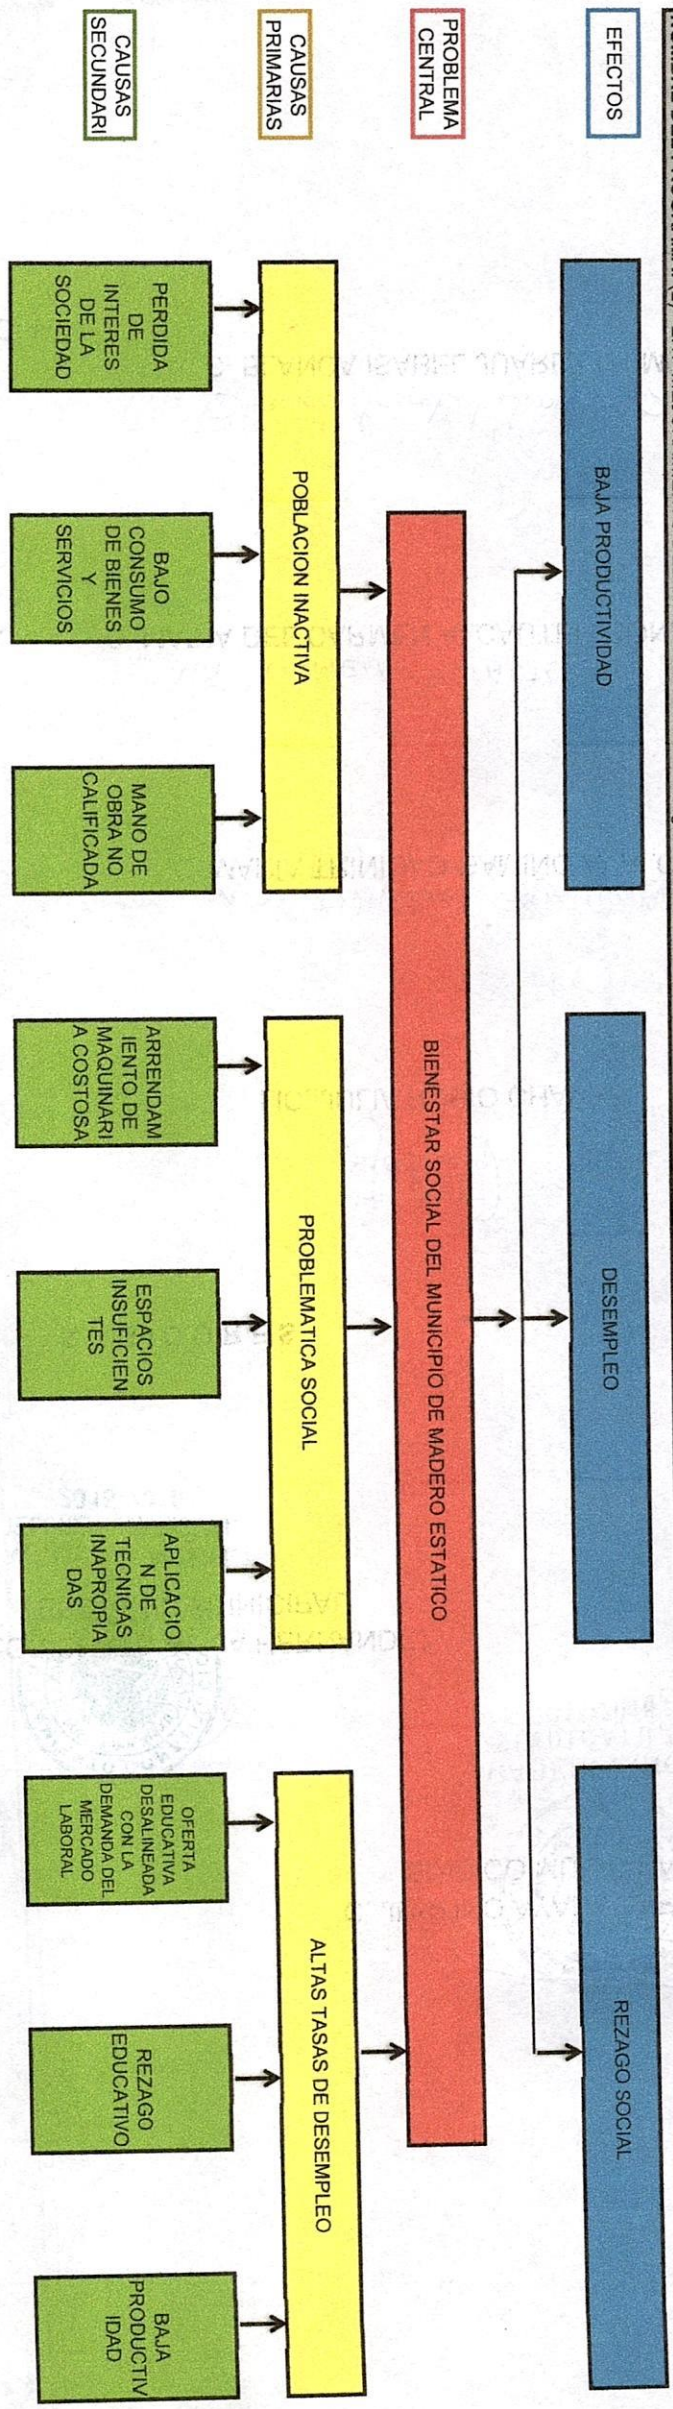 EFECTOS
BAJA PRODUCTIVIDAD
DESEMPLEO
REZAGO SOCIAL
PROBLEMA
CENTRAL
BIENESTAR SOCIAL DEL MUNICIPIO DE MADERO ESTATICO
CAUSAS
PRIMARIAS
POBLACION INACTIVA
PROBLEMATICA SOCIAL
ALTAS TASAS DE DESEMPLEO
CAUSAS
SECUNDARI
PERDIDA
DE
INTERES
DE LA
SOCIEDAD
BAJO
CONSUMO
DE BIENES
Y
SERVICIOS
MANO DE
OBRA NO
CALIFICADA
ARRENDAM
IENTO DE
MAQUINARI
A COSTOSA
ESPACIOS
INSUFICIEN
TES
APLICACIO
N DE
TECNICAS
INAPROPIA
DAS
OFERTA
EDUCATIVA
DESALINEADA
CON LA
DEMANDA DEL
MERCADO
LABORAL
REZAGO
EDUCATIVO
BAJA
PRODUCTIV
IDAD